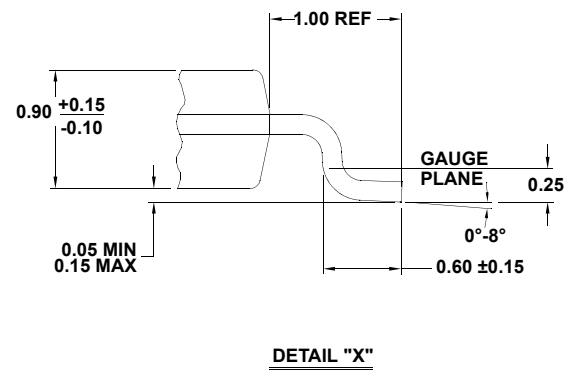 1.00 REF
0.90 +0.15
-0.10
GAUGE
PLANE
0.25
0°-8°
0.05 MIN
0.15 MAX
0.60 ±0.15
DETAIL "X"